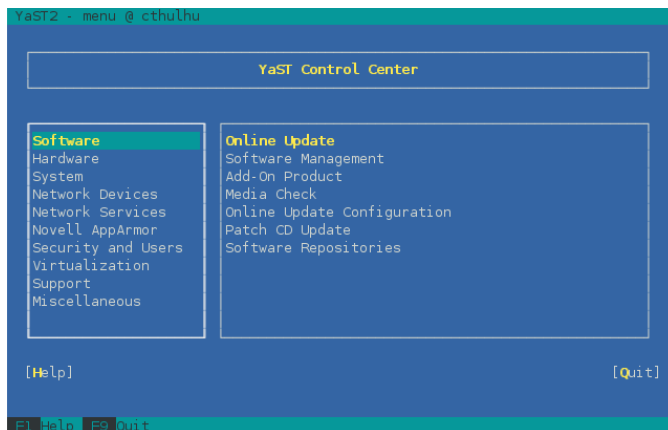 YaST2 - menu @ cthulhu
YaST Control Center
Software
Hardware
System
Network Devices
Network Services
Novell AppArmor
Security and Users
Virtualization
Support
Miscellaneous
Online Update
Software Management
Add-On Product
Media Check
Online Update Configuration
Patch CD Update
Software Repositories
[Help] [Quit]
F1 Help F9 Quit